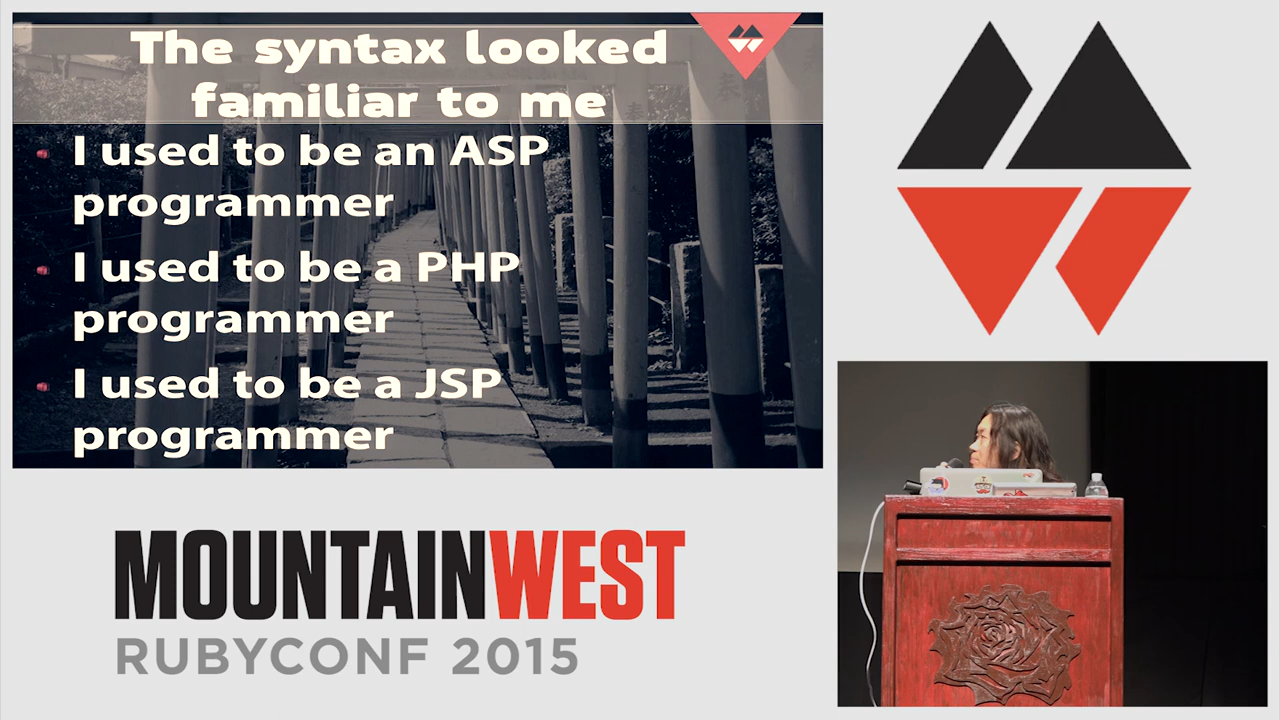 The syntax looked
familiar to me
I used to be an ASP
programmer
I used to be a PHP
programmer
I used to be a JSP
programmer
MOUNTAINWEST
RUBYCONF 2015